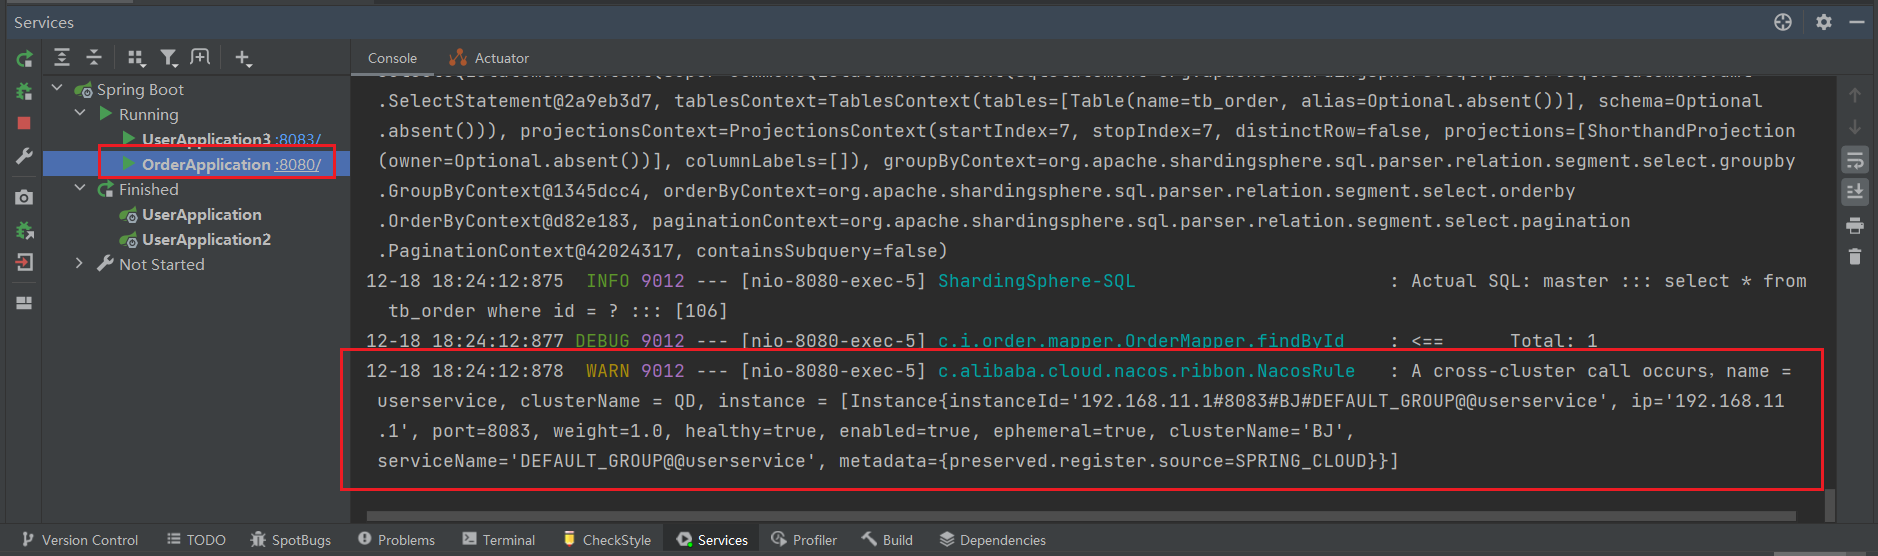 Services
Console
Actuator
Spring Boot
Running
UserApplication3 :8083/
OrderApplication :8080/
Finished
UserApplication
UserApplication2
Not Started
.SelectStatement@2a9eb3d7, tablesContext=TablesContext(tables=[Table(name=tb_order, alias=Optional.absent())], schema=Optional
.absent())), projectionsContext=ProjectionsContext(startIndex=7, stopIndex=7, distinctRow=false, projections=[ShorthandProjection
(owner=Optional.absent())], columnLabels=[]), groupByContext=org.apache.shardingsphere.sql.parser.relation.segment.select.groupby
.GroupByContext@1345dcc4, orderByContext=org.apache.shardingsphere.sql.parser.relation.segment.select.orderby
.OrderByContext@d82e183, paginationContext=org.apache.shardingsphere.sql.parser.relation.segment.select.pagination
.PaginationContext@42024317, containsSubquery=false)
12-18 18:24:12:875  INFO 9012 --- [nio-8080-exec-5] ShardingSphere-SQL : Actual SQL: master ::: select * from
tb_order where id = ? ::: [106]
12-18 18:24:12:877 DEBUG 9012 --- [nio-8080-exec-5] c.i.order.mapper.OrderMapper.findById : <== Total: 1
12-18 18:24:12:878  WARN 9012 --- [nio-8080-exec-5] c.alibaba.cloud.nacos.ribbon.NacosRule : A cross-cluster call occurs，name =
userservice, clusterName = QD, instance = [Instance{instanceId='192.168.11.1#8083#BJ#DEFAULT_GROUP@@userservice', ip='192.168.11
.1', port=8083, weight=1.0, healthy=true, enabled=true, ephemeral=true, clusterName='BJ',
serviceName='DEFAULT_GROUP@@userservice', metadata={preserved.register.source=SPRING_CLOUD}}]
Version Control
TODO
SpotBugs
Problems
Terminal
CheckStyle
Services
Profiler
Build
Dependencies